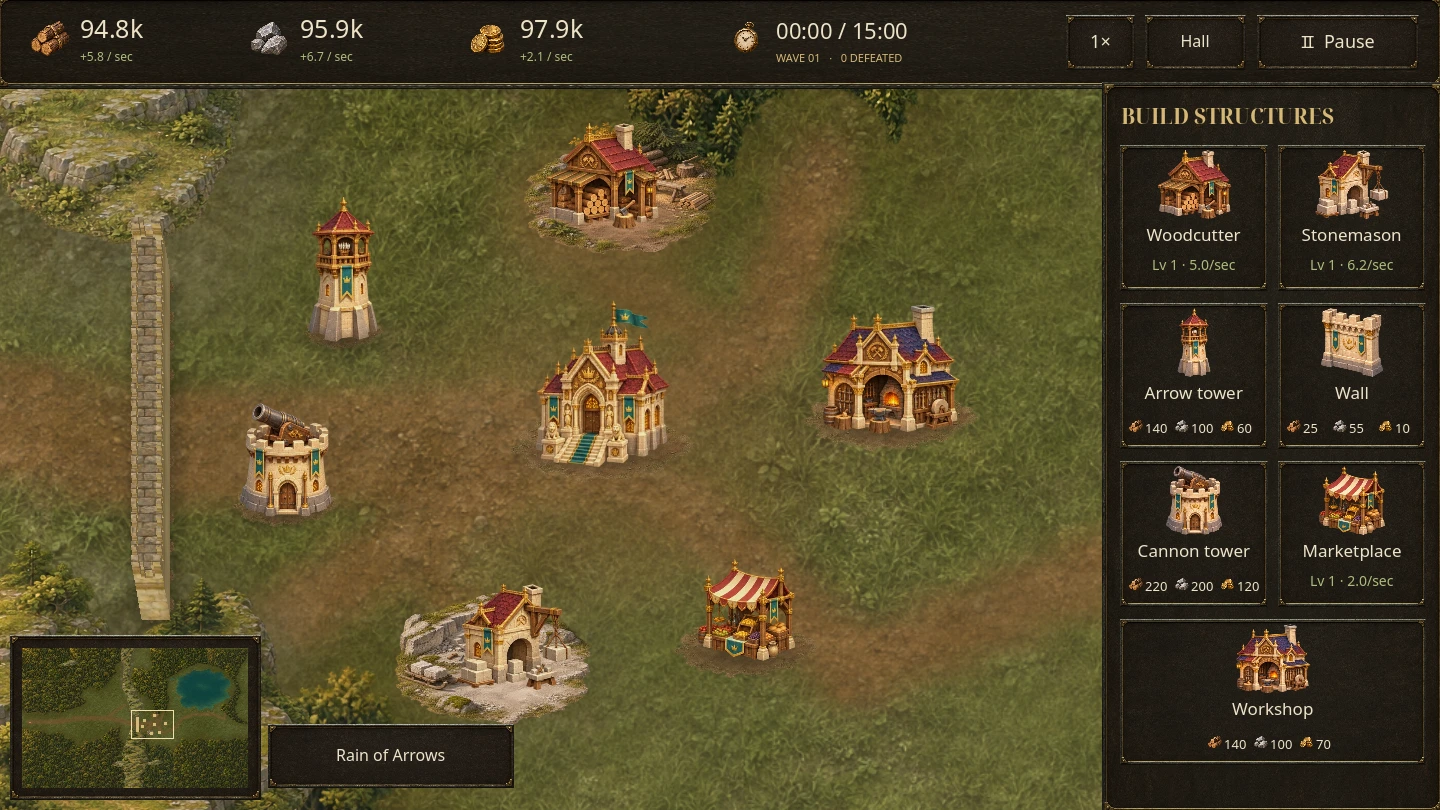 94.8k
+5.8 / sec
95.9k
+6.7 / sec
97.9k
+2.1 / sec
00:00 / 15:00
WAVE 01 · 0 DEFEATED
1×
Hall
Pause
BUILD STRUCTURES
Woodcutter
Lv 1 · 5.0/sec
Stonemason
Lv 1 · 6.2/sec
Arrow tower
140 100 60
Wall
25 55 10
Cannon tower
220 200 120
Marketplace
Lv 1 · 2.0/sec
Workshop
140 100 70
Rain of Arrows